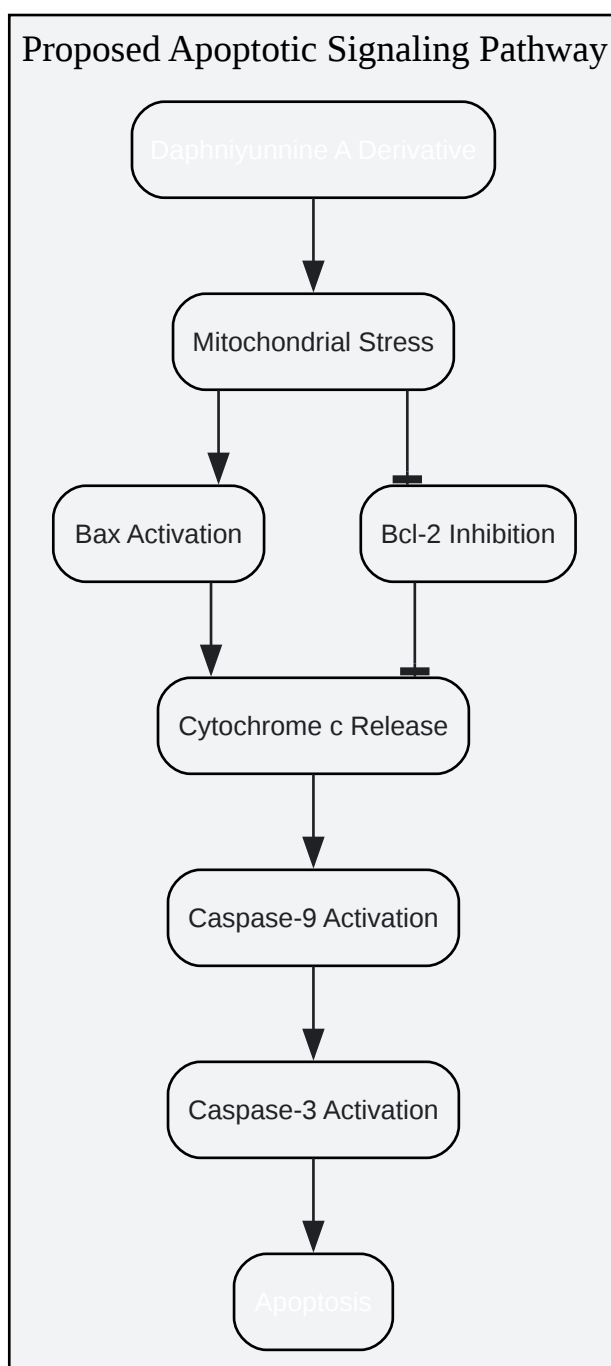 Proposed Apoptotic Signaling Pathway
Daphniyunnine A Derivative
Mitochondrial Stress
Bax Activation
Bcl-2 Inhibition
Cytochrome c Release
Caspase-9 Activation
Caspase-3 Activation
Apoptosis